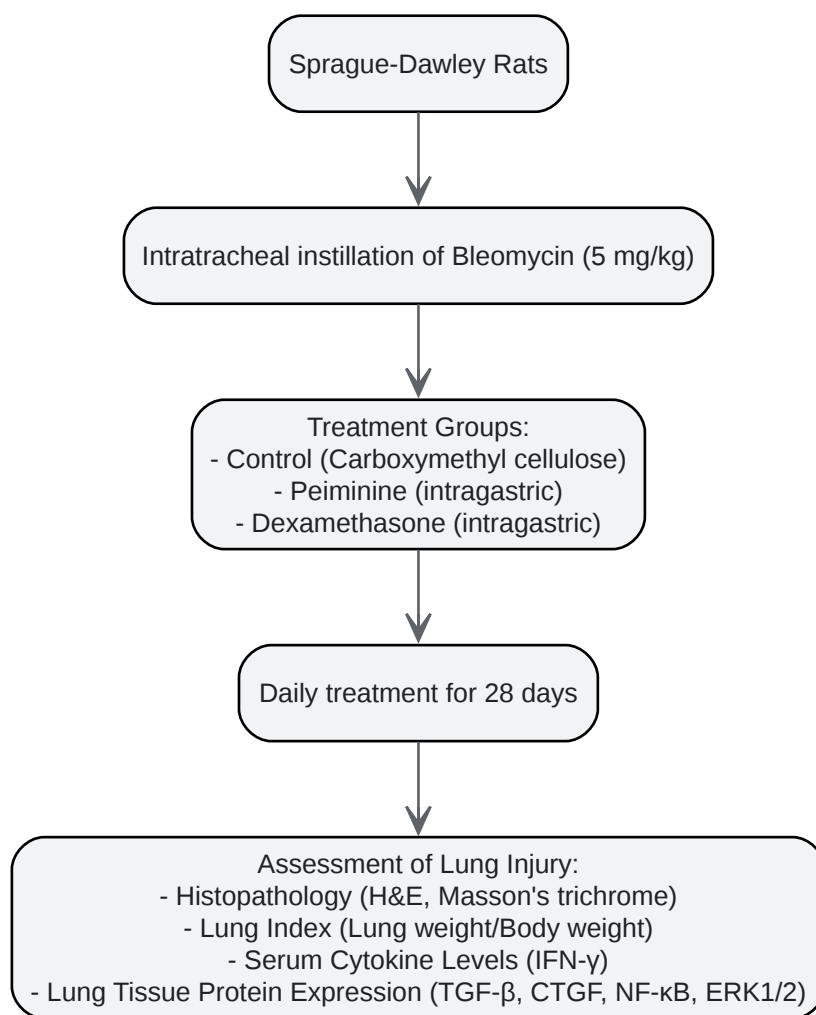 Sprague-Dawley Rats
Intratracheal instillation of Bleomycin (5 mg/kg)
Treatment Groups:
- Control (Carboxymethyl cellulose)
- Peiminine (intragastric)
- Dexamethasone (intragastric)
Daily treatment for 28 days
Assessment of Lung Injury:
- Histopathology (H&E, Masson's trichrome)
- Lung Index (Lung weight/Body weight)
- Serum Cytokine Levels (IFN-γ)
- Lung Tissue Protein Expression (TGF-β, CTGF, NF-κB, ERK1/2)